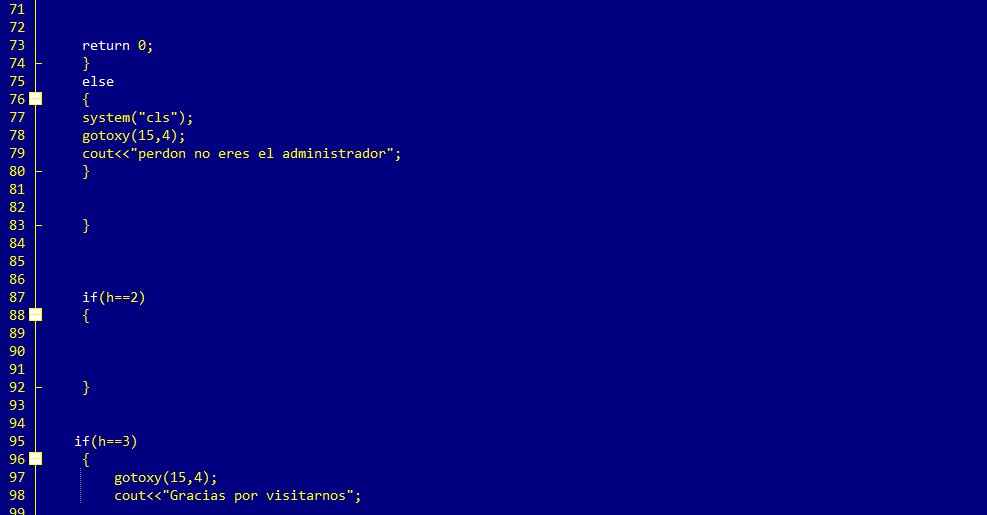 71
72
73 return 0;
74 }
75 else
76 {
77 system("cls");
78 gotoxy(15,4);
79 cout<<"perdon no eres el administrador";
80 }
81
82
83 }
84
85
86
87 if(h==2)
88 {
89
90
91
92 }
93
94
95 if(h==3)
96 {
97 gotoxy(15,4);
98 cout<<"Gracias por visitarnos";
99